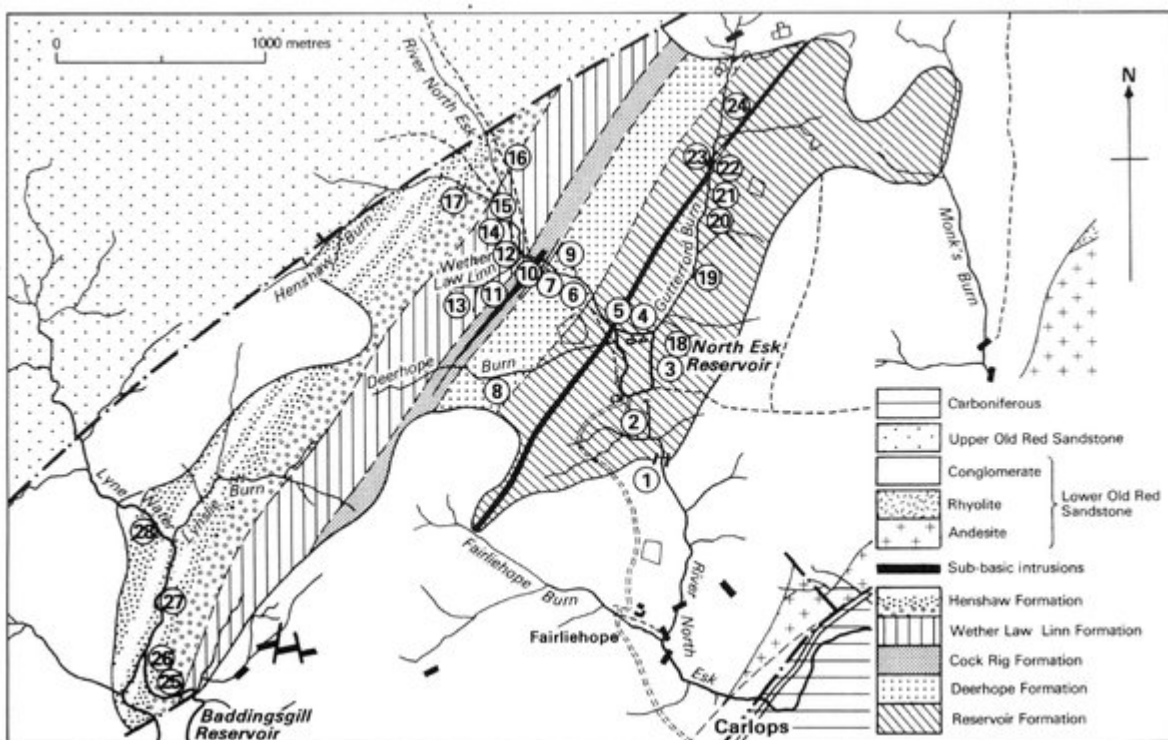 0 1000 metres
River North Esk
N
24
16
23
22
17
21
15
20
14
Henshaw Burn
12
9
Wether Law Linn
10
7
Gutterford Burn
19
Monk's Burn
13
11
6
5
4
18
North Esk
Reservoir
3
Deerhope Burn
8
2
1
Carboniferous
Upper Old Red Sandstone
Conglomerate
Rhyolite
Lower Old Red
Sandstone
Andesite
Sub-basic intrusions
Henshaw Formation
Wether Law Linn Formation
Cock Rig Formation
Deerhope Formation
Reservoir Formation
Lyne Water
Lynslie Burn
28
27
26
25
Fairliehope Burn
Fairliehope
River North Esk
Carlops
Baddingsgill
Reservoir